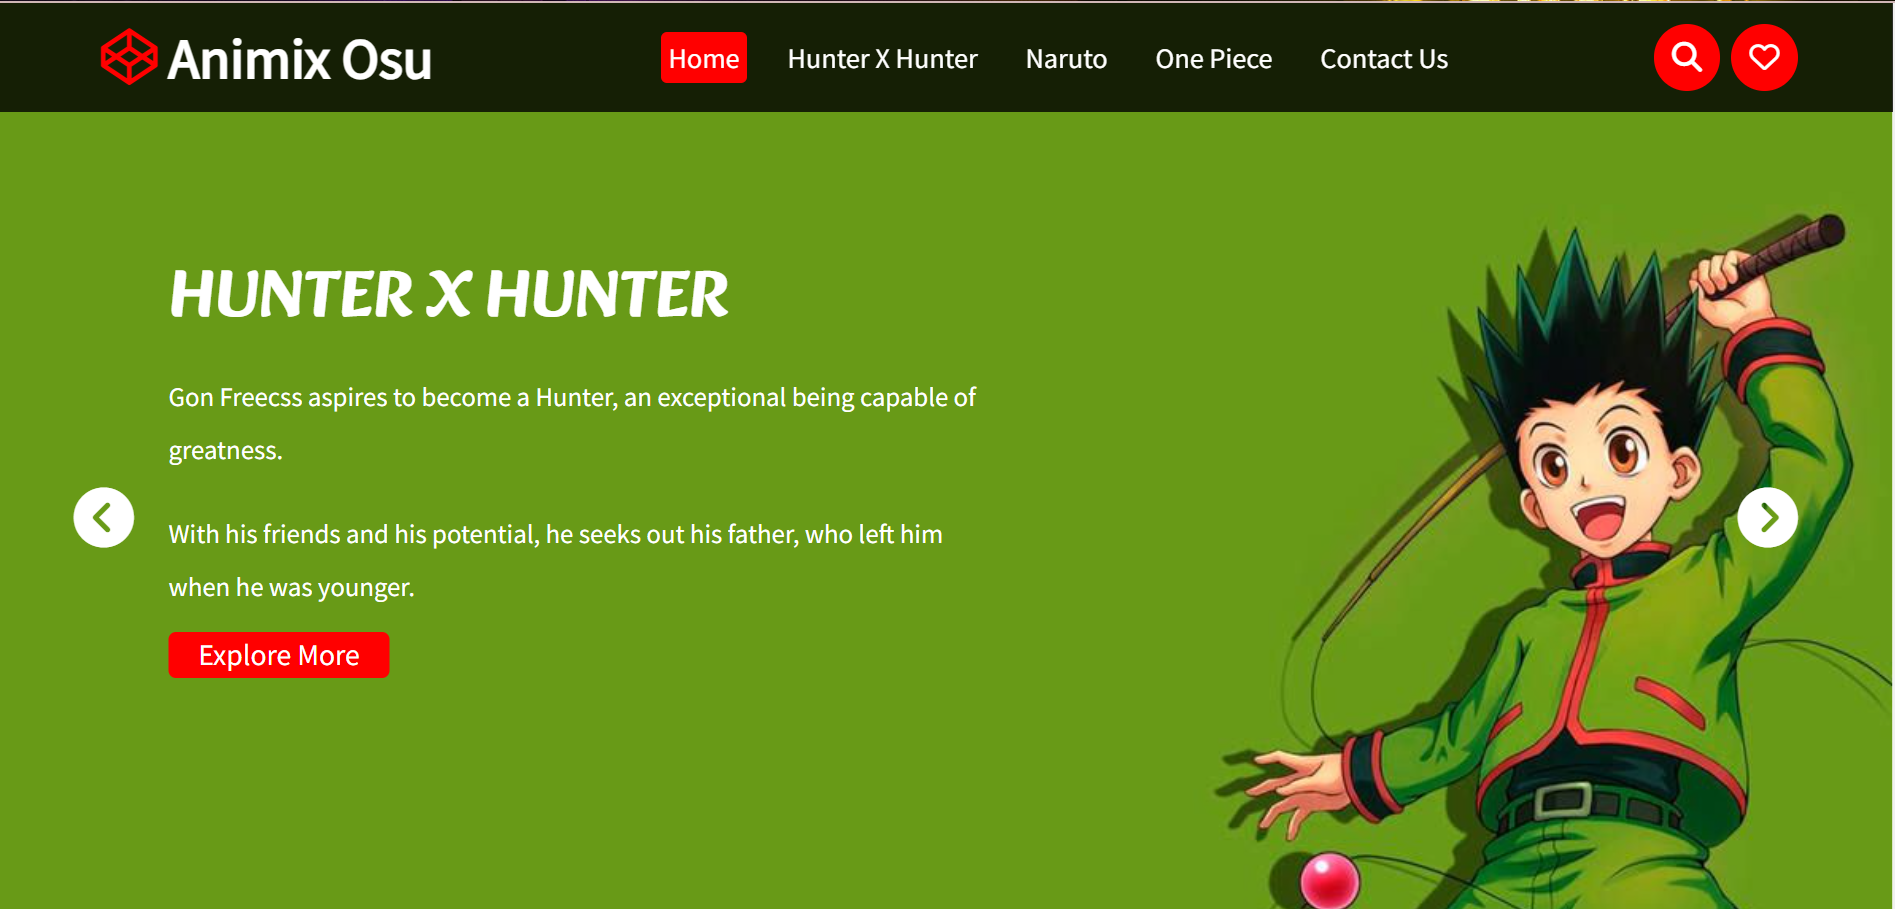 Animix Osu
Home
Hunter X Hunter
Naruto
One Piece
Contact Us
HUNTER X HUNTER
Gon Freecss aspires to become a Hunter, an exceptional being capable of
greatness.
With his friends and his potential, he seeks out his father, who left him
when he was younger.
Explore More